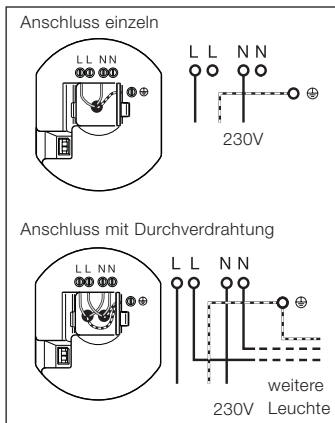 Anschluss einzeln
L L N N
L L N N
230V
Anschluss mit Durchverdrahtung
L L N N
L L N N
weitere
230V Leuchte